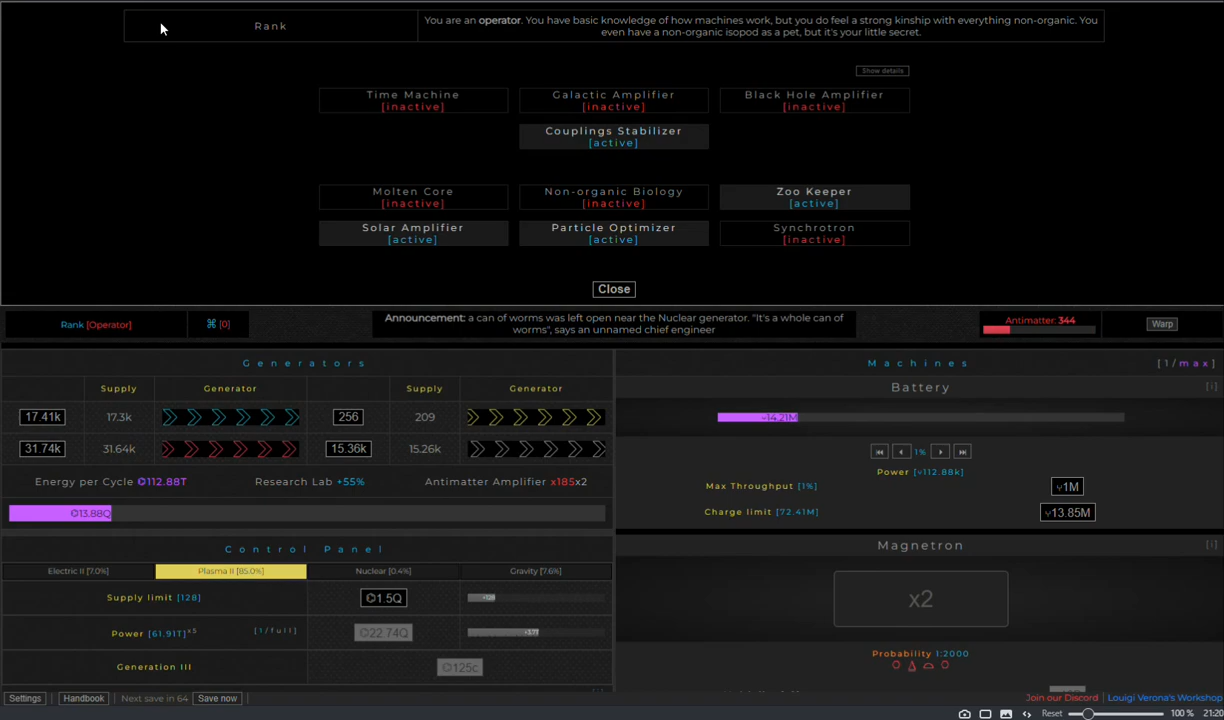 Rank
You are an operator. You have basic knowledge of how machines work, but you do feel a strong kinship with everything non-organic. You
even have a non-organic isopod as a pet, but it's your little secret.
Show details
Time Machine
[inactive]
Galactic Amplifier
[inactive]
Black Hole Amplifier
[inactive]
Couplings Stabilizer
[active]
Molten Core
[inactive]
Non-organic Biology
[inactive]
Zoo Keeper
[active]
Solar Amplifier
[active]
Particle Optimizer
[active]
Synchrotron
[inactive]
Close
Rank [Operator]
⌘ [0]
Announcement: a can of worms was left open near the Nuclear generator. "It's a whole can of
worms", says an unnamed chief engineer
Antimatter: 344
Warp
Generators
Supply Generator Supply Generator
17.41k 17.3k 256 209
31.74k 31.64k 15.36k 15.26k
Energy per Cycle ⌬112.88T Research Lab +55% Antimatter Amplifier x185x2
⌬13.88Q
Control Panel
Electric II [7.0%] Plasma II [85.0%] Nuclear [0.4%] Gravity [7.6%]
Supply limit [128] ⌬1.5Q +128
Power [61.91T]x5 [1/full] ⌬22.74Q +3.77
Generation III ⌬125c
Machines [1/max]
Battery [i]
⑂14.21M
1%
Power [⑂112.88k]
Max Throughput [1%] ⑂1M
Charge limit [72.41M] ⑂13.85M
Magnetron [i]
x2
Probability 1:2000
Settings Handbook Next save in 64 Save now
Join our Discord Louigi Verona's Workshop
Reset 100 % 21:20